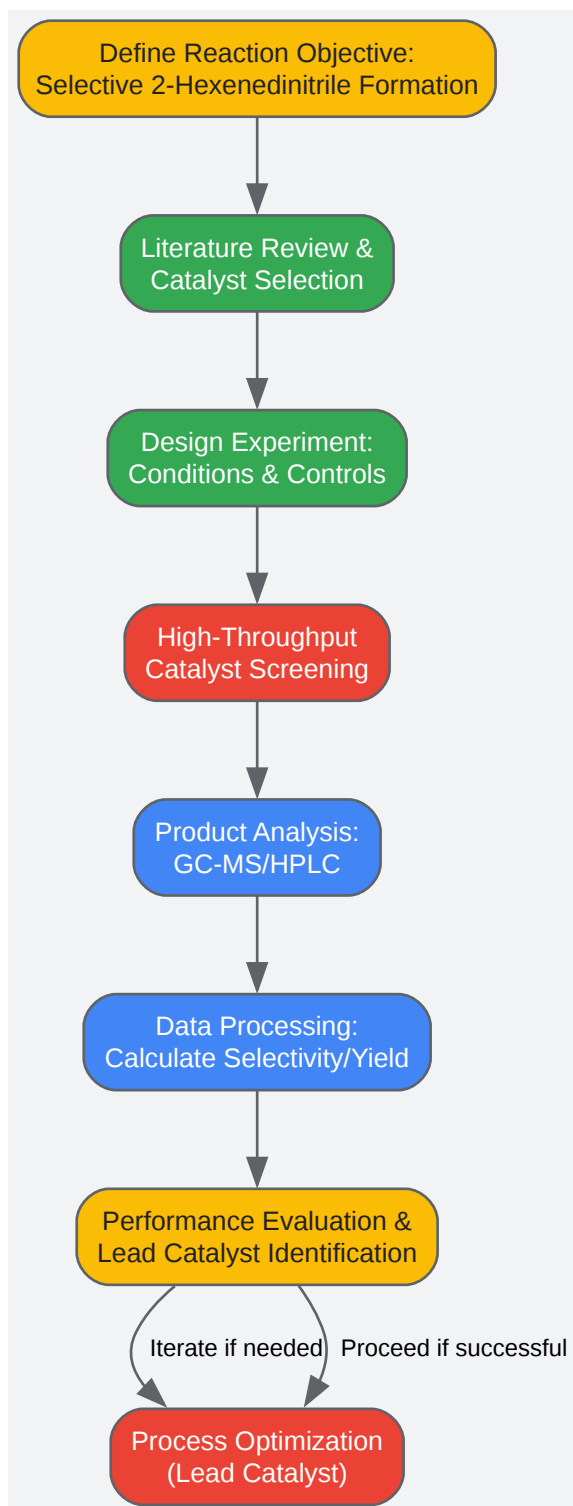 Define Reaction Objective:
Selective 2-Hexenedinitrile Formation
Literature Review &
Catalyst Selection
Design Experiment:
Conditions & Controls
High-Throughput
Catalyst Screening
Product Analysis:
GC-MS/HPLC
Data Processing:
Calculate Selectivity/Yield
Performance Evaluation &
Lead Catalyst Identification
Iterate if needed
Proceed if successful
Process Optimization
(Lead Catalyst)